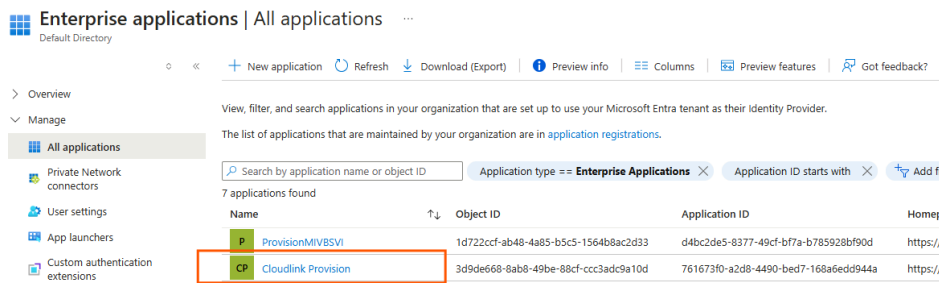 Enterprise applications | All applications ...
Default Directory
+ New application Refresh Download (Export) Preview info Columns Preview features Got feedback?
Overview
Manage
All applications
Private Network
connectors
User settings
App launchers
Custom authentication
extensions
View, filter, and search applications in your organization that are set up to use your Microsoft Entra tenant as their Identity Provider.
The list of applications that are maintained by your organization are in application registrations.
Search by application name or object ID
Application type == Enterprise Applications
Application ID starts with
Add f
7 applications found
Name Object ID Application ID Homep
P ProvisionMIVBSVI 1d722ccf-ab48-4a85-b5c5-1564b8ac2d33 d4bc2de5-8377-49cf-bf7a-b785928bf90d https:/
CP Cloudlink Provision 3d9de668-8ab8-49be-88cf-ccc3adc9a10d 761673f0-a2d8-4490-bed7-168a6edd944a https:/